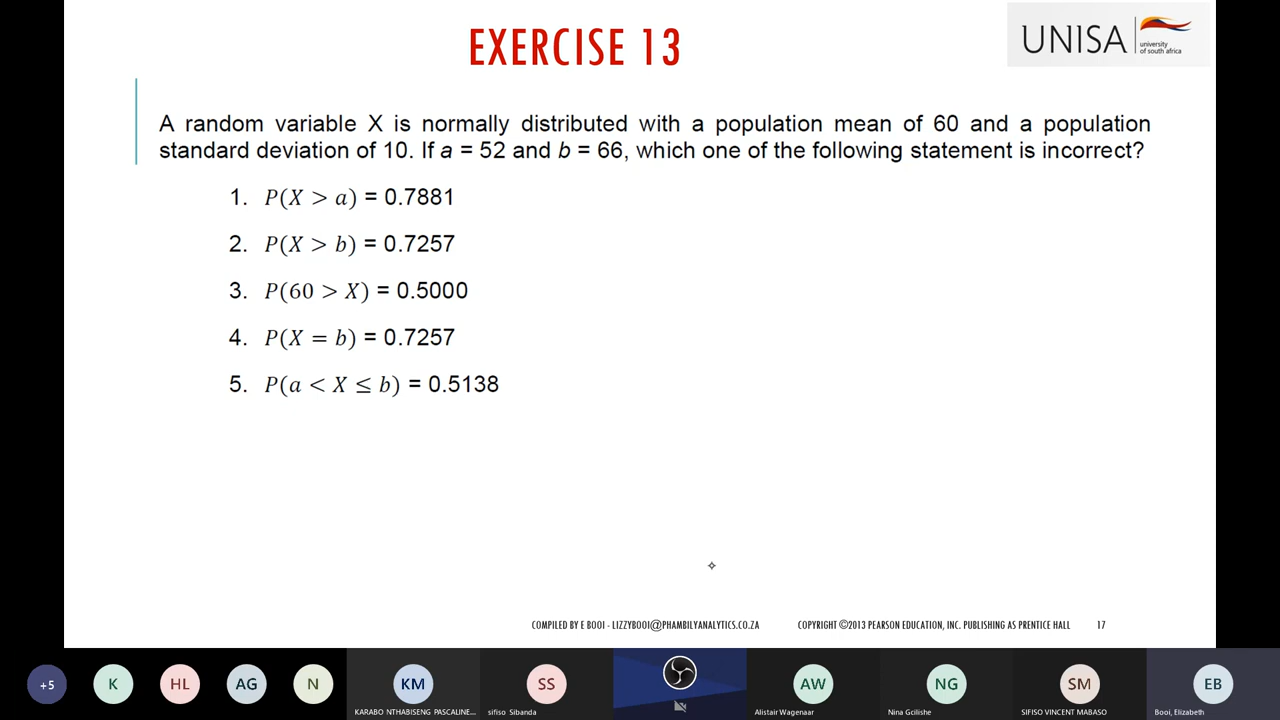 EXERCISE 13
UNISA
university
of south africa
A random variable X is normally distributed with a population mean of 60 and a population
standard deviation of 10. If a = 52 and b = 66, which one of the following statement is incorrect?
1. P(X > a) = 0.7881
2. P(X > b) = 0.7257
3. P(60 > X) = 0.5000
4. P(X = b) = 0.7257
5. P(a < X ≤ b) = 0.5138
COMPILED BY E BOOI - LIZZYBOOI@PHAMBILYANALYTICS.CO.ZA
COPYRIGHT ©2013 PEARSON EDUCATION, INC. PUBLISHING AS PRENTICE HALL
17
+5
K
HL
AG
N
KM
KARABO NTHABISENG PASCALINE...
SS
sifiso Sibanda
AW
Alistair Wagenaar
NG
Nina Gcilishe
SM
SIFISO VINCENT MABASO
EB
Booi, Elizabeth